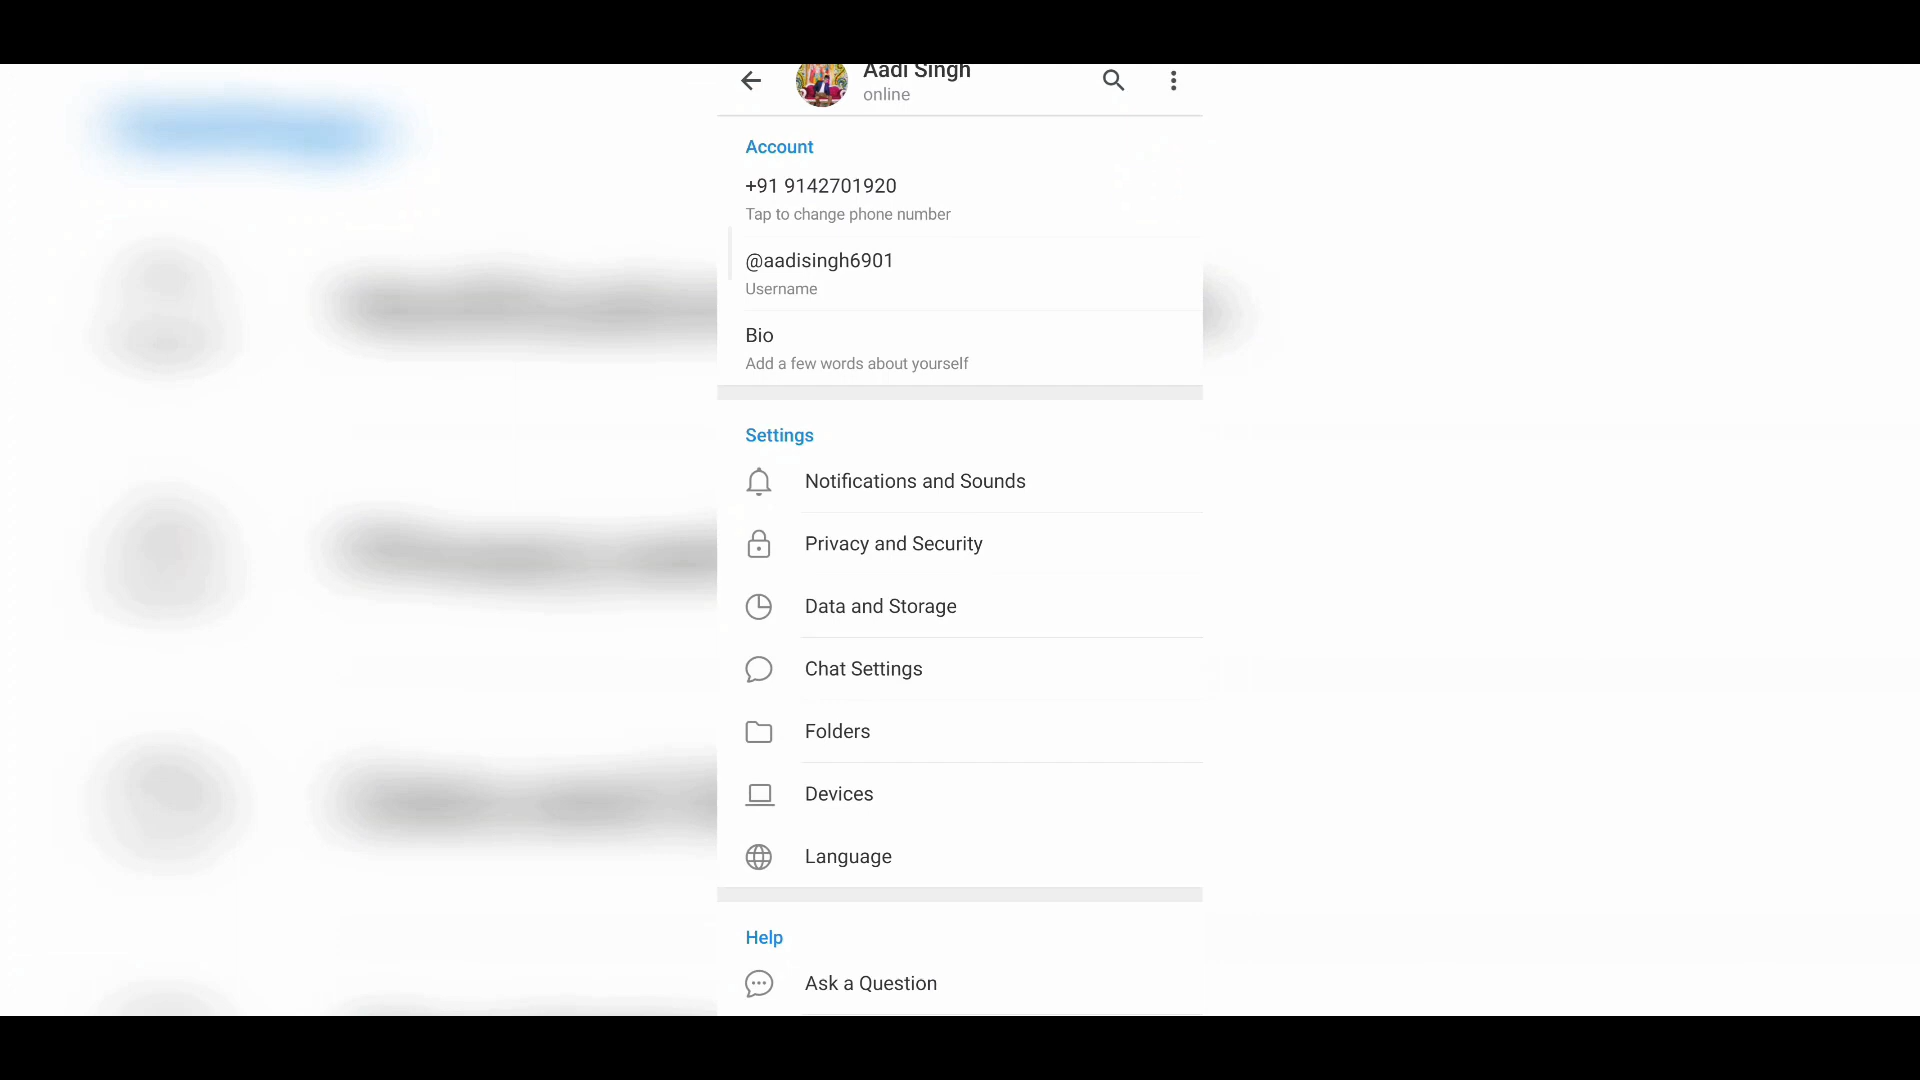 Aadi Singh
online
Account
+91 9142701920
Tap to change phone number
@aadisingh6901
Username
Bio
Add a few words about yourself
Settings
Notifications and Sounds
Privacy and Security
Data and Storage
Chat Settings
Folders
Devices
Language
Help
Ask a Question